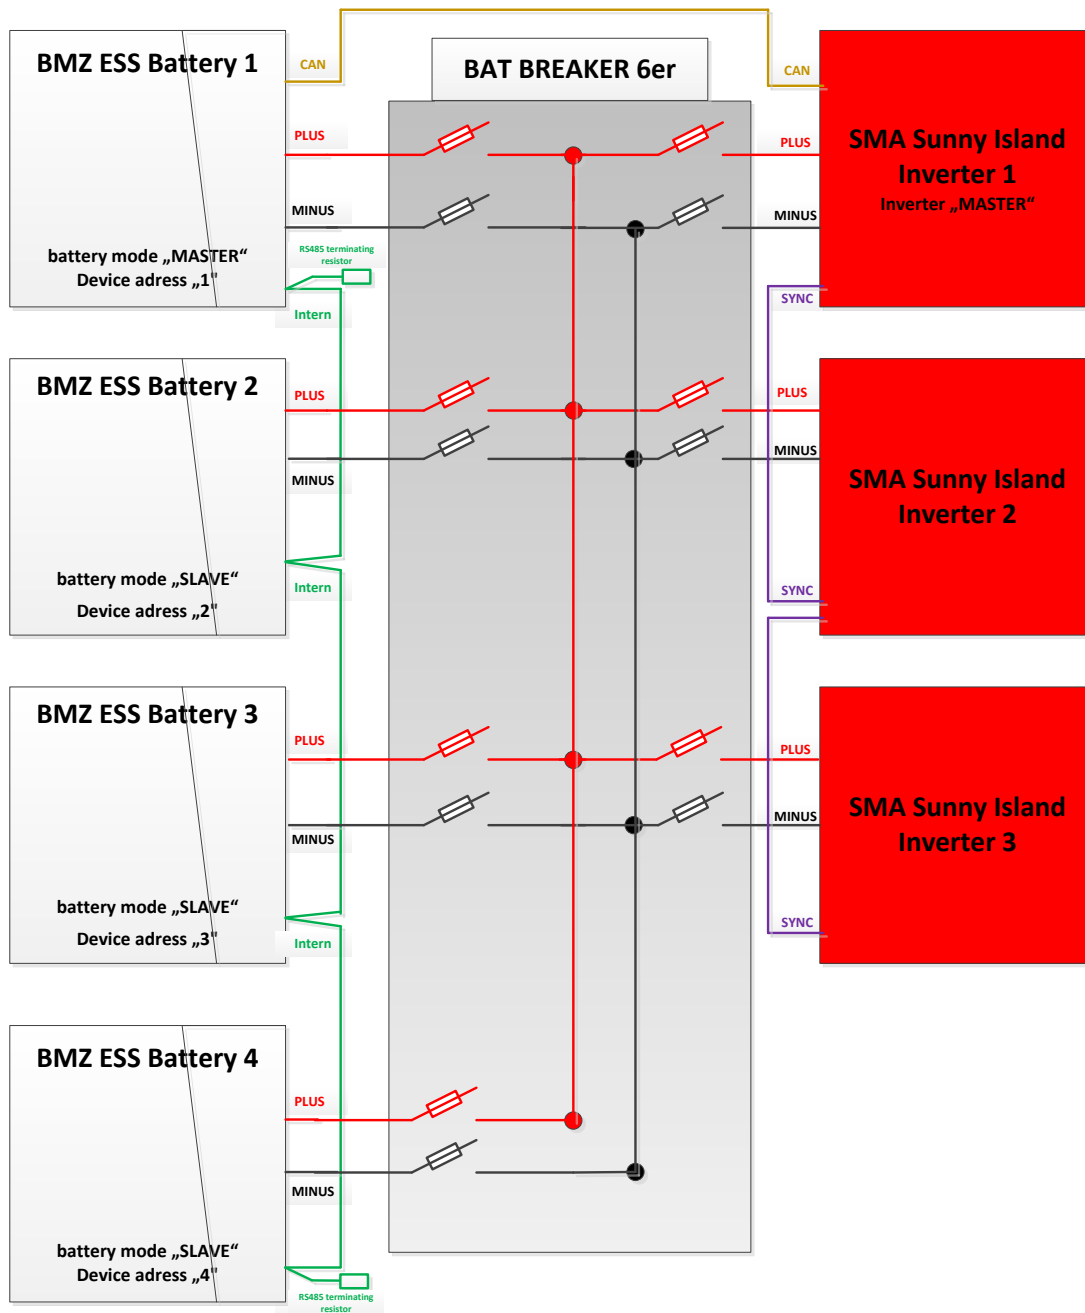 BMZ ESS Battery 1
CAN
BAT BREAKER 6er
CAN
PLUS
PLUS
SMA Sunny Island
Inverter 1
Inverter „MASTER“
MINUS
MINUS
battery mode „MASTER“
Device adress „1"
RS485 terminating
resistor
Intern
SYNC
BMZ ESS Battery 2
PLUS
PLUS
MINUS
MINUS
SMA Sunny Island
Inverter 2
battery mode „SLAVE“
Device adress „2"
Intern
SYNC
BMZ ESS Battery 3
PLUS
PLUS
MINUS
MINUS
SMA Sunny Island
Inverter 3
battery mode „SLAVE“
Device adress „3"
Intern
SYNC
BMZ ESS Battery 4
PLUS
MINUS
battery mode „SLAVE“
Device adress „4"
RS485 terminating
resistor